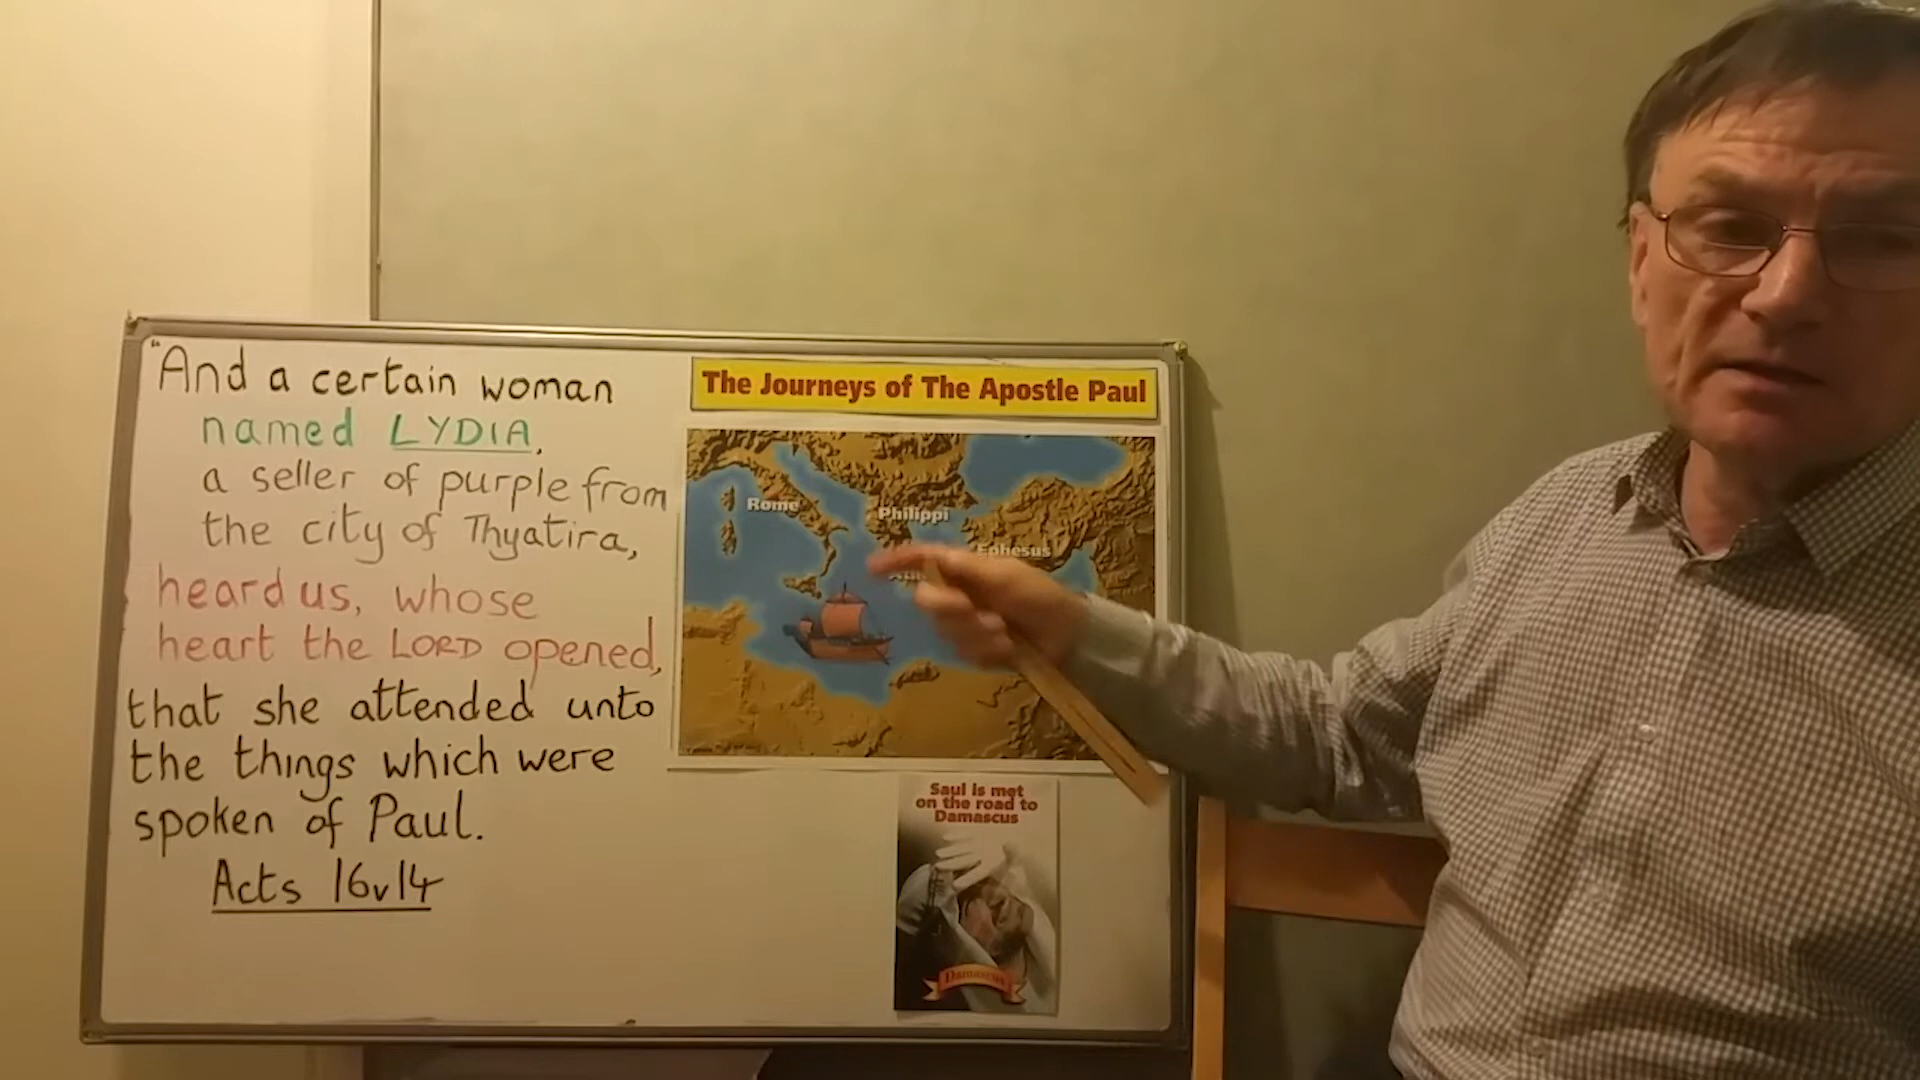 "And a certain woman
named LYDIA,
a seller of purple from
the city of Thyatira,
heard us, whose
heart the LORD opened,
that she attended unto
the things which were
spoken of Paul.
Acts 16v14
The Journeys of The Apostle Paul
Rome
Philippi
Ephesus
Saul is met
on the road to
Damascus
Damascus